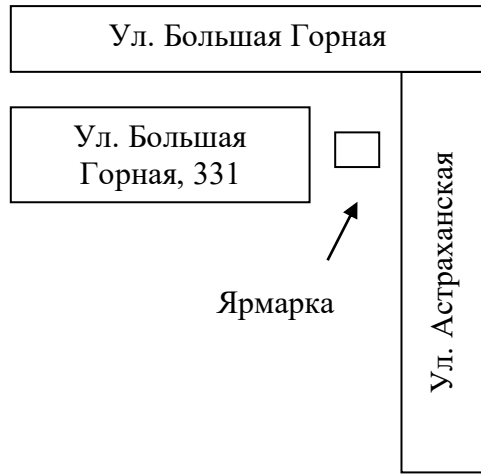 Ул. Большая Горная
Ул. Большая
Горная, 331
Ярмарка
Ул. Астраханская